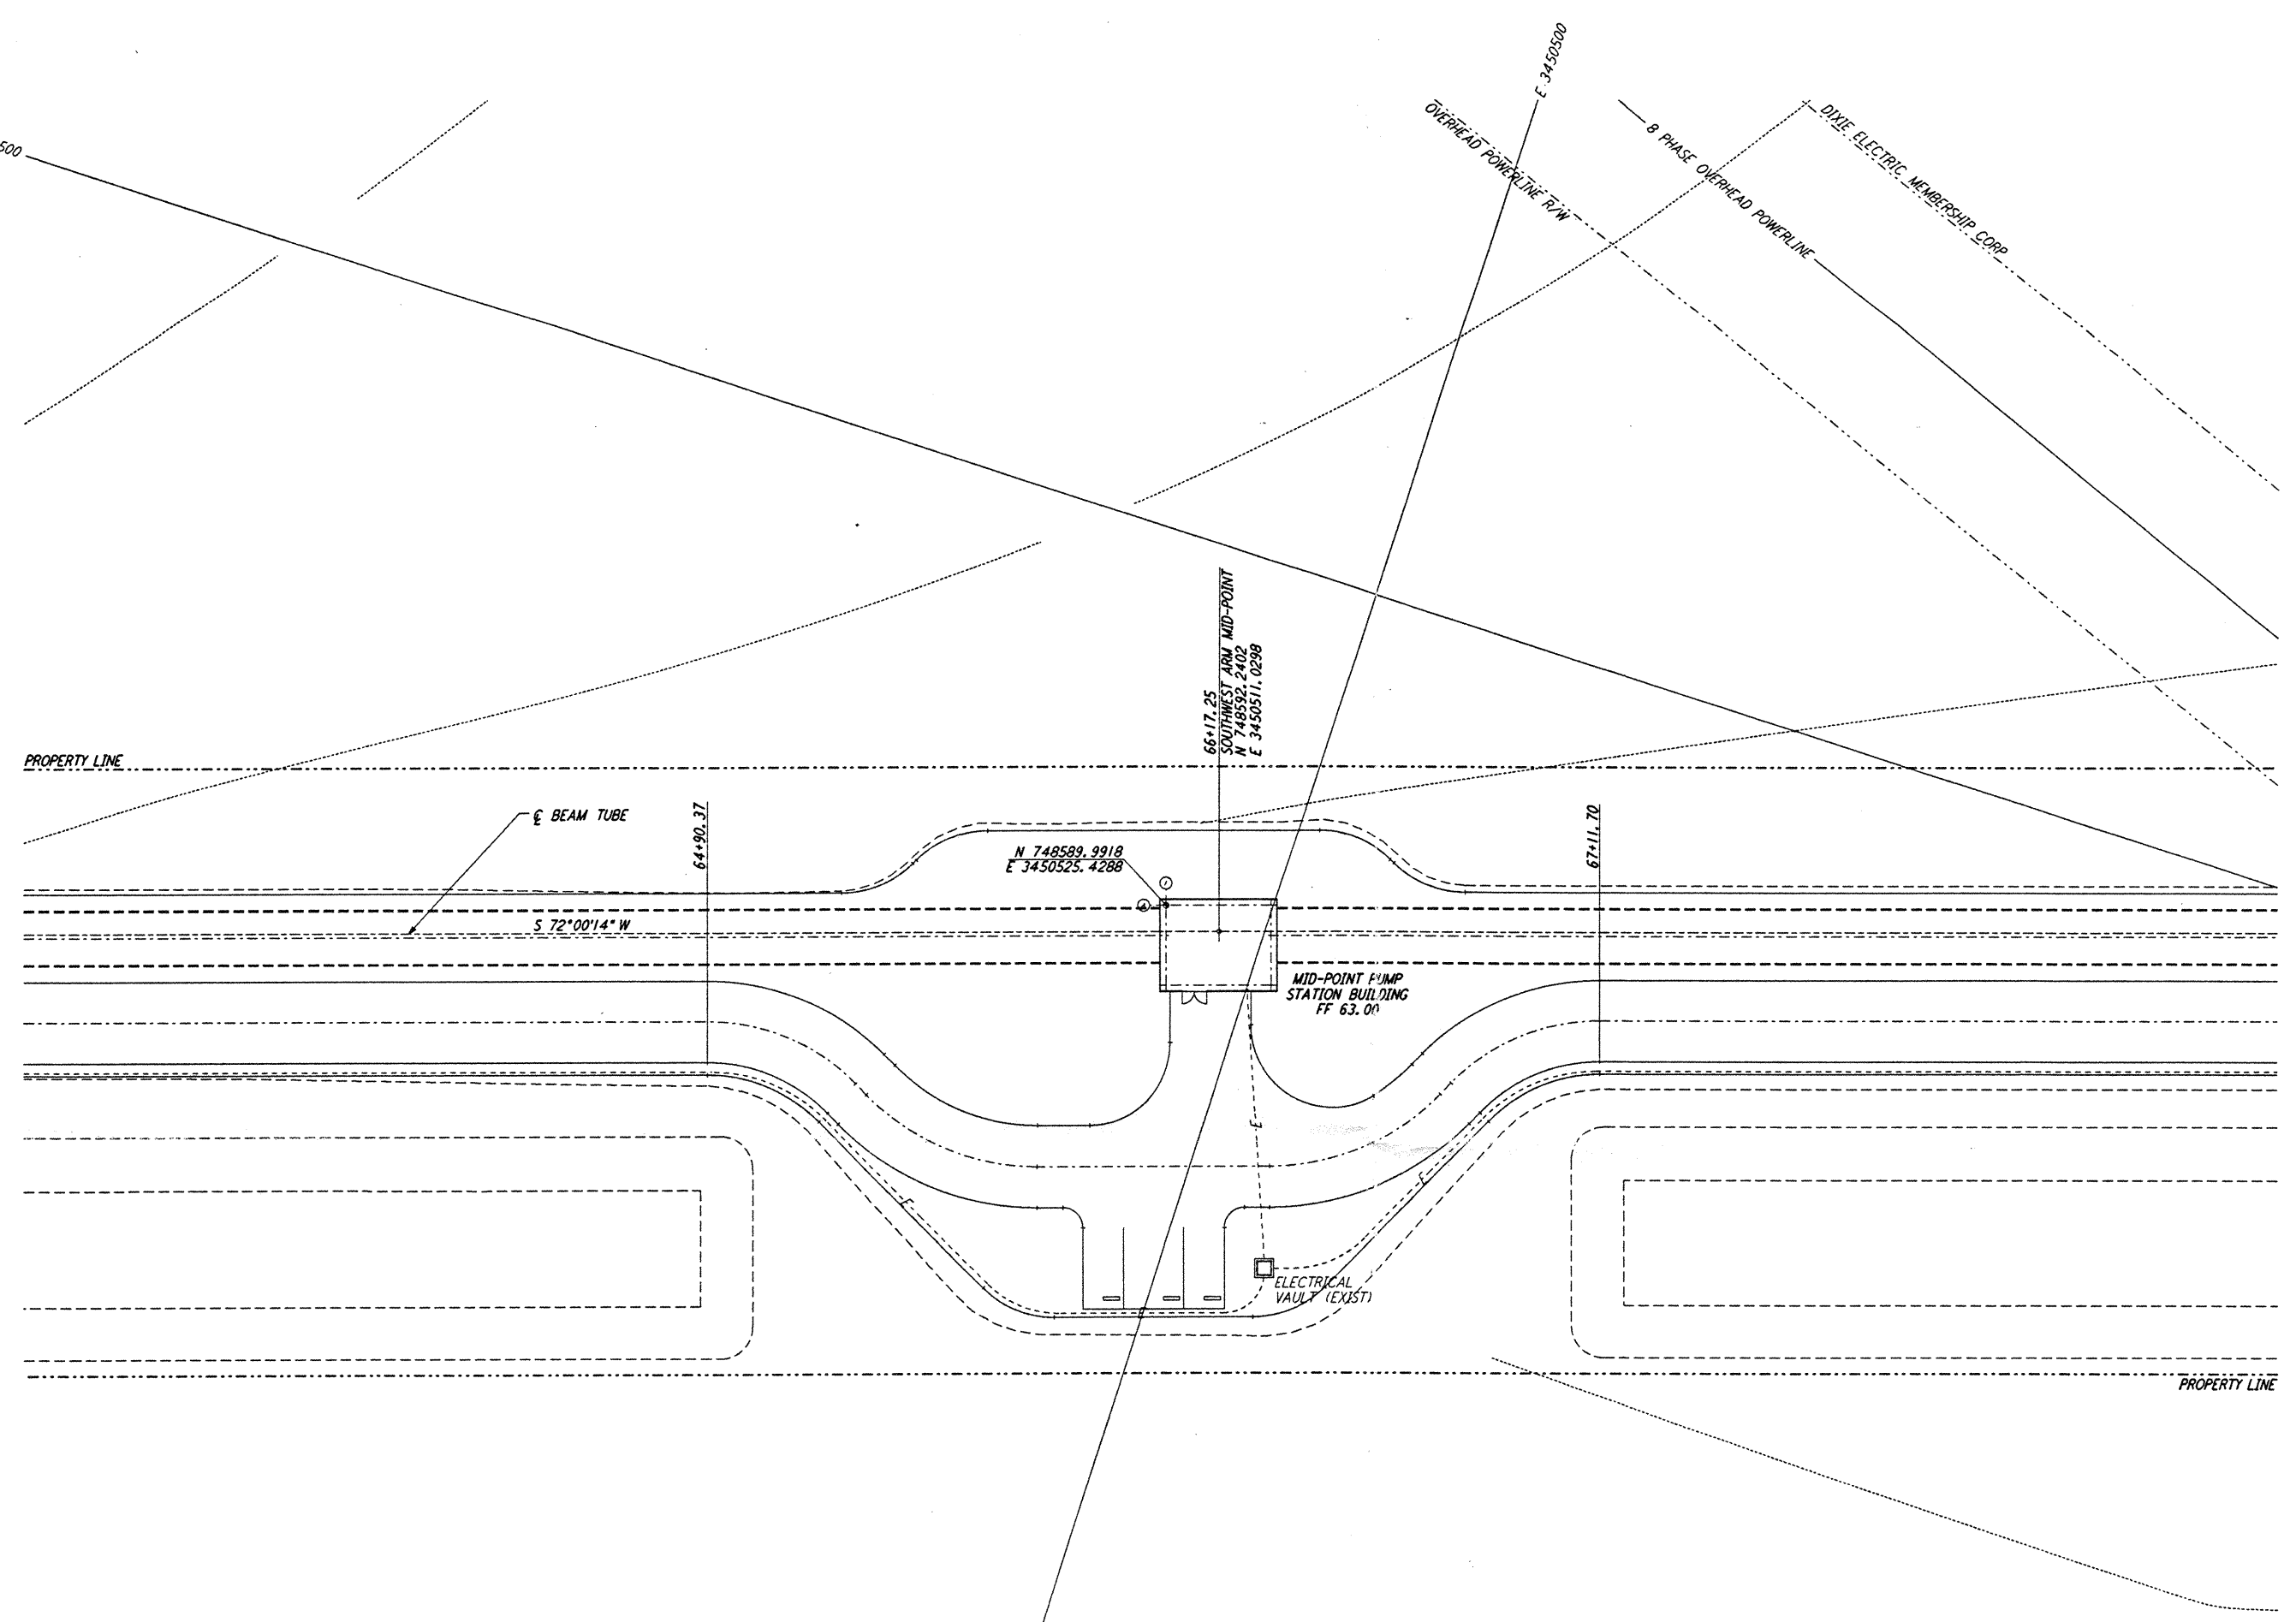 E 3450500
500
OVERHEAD POWERLINE R/W
8 PHASE OVERHEAD POWERLINE
DIXIE ELECTRIC MEMBERSHIP CORP
66+17.25
SOUTHWEST ARM MID-POINT
N 748592.2402
E 3450511.0298
PROPERTY LINE
℄ BEAM TUBE
64+90.37
N 748589.9918
E 3450525.4288
67+11.70
S 72°00'14" W
MID-POINT PUMP
STATION BUILDING
FF 63.00
E
E
E
ELECTRICAL
VAULT (EXIST)
PROPERTY LINE